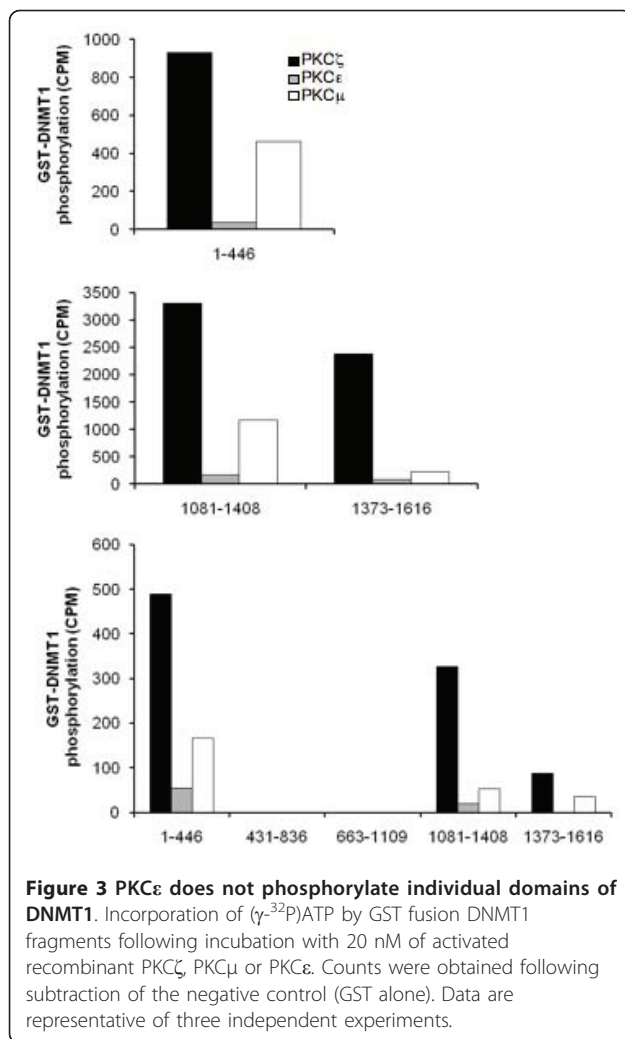 1000
800
600
400
200
0
GST-DNMT1
phosphorylation (CPM)
PKCζ
PKCε
PKCμ
1-446
3500
3000
2500
2000
1500
1000
500
0
GST-DNMT1
phosphorylation (CPM)
1081-1408 1373-1616
600
500
400
300
200
100
0
GST-DNMT1
phosphorylation (CPM)
1-446 431-836 663-1109 1081-1408 1373-1616
Figure 3 PKCε does not phosphorylate individual domains of
DNMT1. Incorporation of (γ-³²P)ATP by GST fusion DNMT1
fragments following incubation with 20 nM of activated
recombinant PKCζ, PKCμ or PKCε. Counts were obtained following
subtraction of the negative control (GST alone). Data are
representative of three independent experiments.